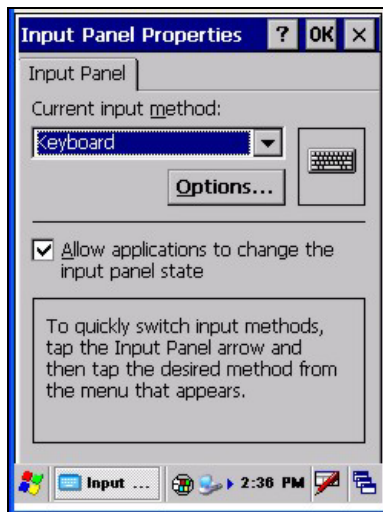 Input Panel Properties ? OK ×
Input Panel
Current input method:
Keyboard
Options...
Allow applications to change the
input panel state
To quickly switch input methods,
tap the Input Panel arrow and
then tap the desired method from
the menu that appears.
Input ... 2:36 PM